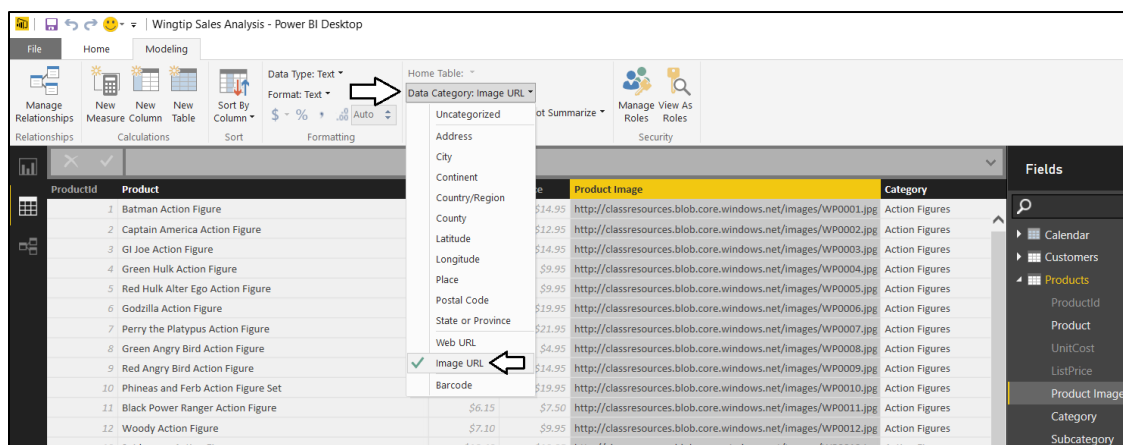 Wingtip Sales Analysis - Power BI Desktop
File Home Modeling
Manage Relationships
New Measure
New Column
New Table
Sort By Column
Data Type: Text
Format: Text
$ - % , .00 Auto
Home Table:
Data Category: Image URL
ot Summarize
Manage Roles
View As Roles
Relationships Calculations Sort Formatting Security
Uncategorized
Address
City
Continent
Country/Region
County
Latitude
Longitude
Place
Postal Code
State or Province
Web URL
Image URL
Barcode
ProductId Product e Product Image Category
1 Batman Action Figure $14.95 http://classresources.blob.core.windows.net/images/WP0001.jpg Action Figures
2 Captain America Action Figure $12.95 http://classresources.blob.core.windows.net/images/WP0002.jpg Action Figures
3 GI Joe Action Figure $14.95 http://classresources.blob.core.windows.net/images/WP0003.jpg Action Figures
4 Green Hulk Action Figure $9.95 http://classresources.blob.core.windows.net/images/WP0004.jpg Action Figures
5 Red Hulk Alter Ego Action Figure $9.95 http://classresources.blob.core.windows.net/images/WP0005.jpg Action Figures
6 Godzilla Action Figure $19.95 http://classresources.blob.core.windows.net/images/WP0006.jpg Action Figures
7 Perry the Platypus Action Figure $21.95 http://classresources.blob.core.windows.net/images/WP0007.jpg Action Figures
8 Green Angry Bird Action Figure $4.95 http://classresources.blob.core.windows.net/images/WP0008.jpg Action Figures
9 Red Angry Bird Action Figure $14.95 http://classresources.blob.core.windows.net/images/WP0009.jpg Action Figures
10 Phineas and Ferb Action Figure Set $19.95 http://classresources.blob.core.windows.net/images/WP0010.jpg Action Figures
11 Black Power Ranger Action Figure $6.15 $7.50 http://classresources.blob.core.windows.net/images/WP0011.jpg Action Figures
12 Woody Action Figure $7.10 $9.95 http://classresources.blob.core.windows.net/images/WP0012.jpg Action Figures
Fields
Calendar
Customers
Products
ProductId
Product
UnitCost
ListPrice
Product Image
Category
Subcategory